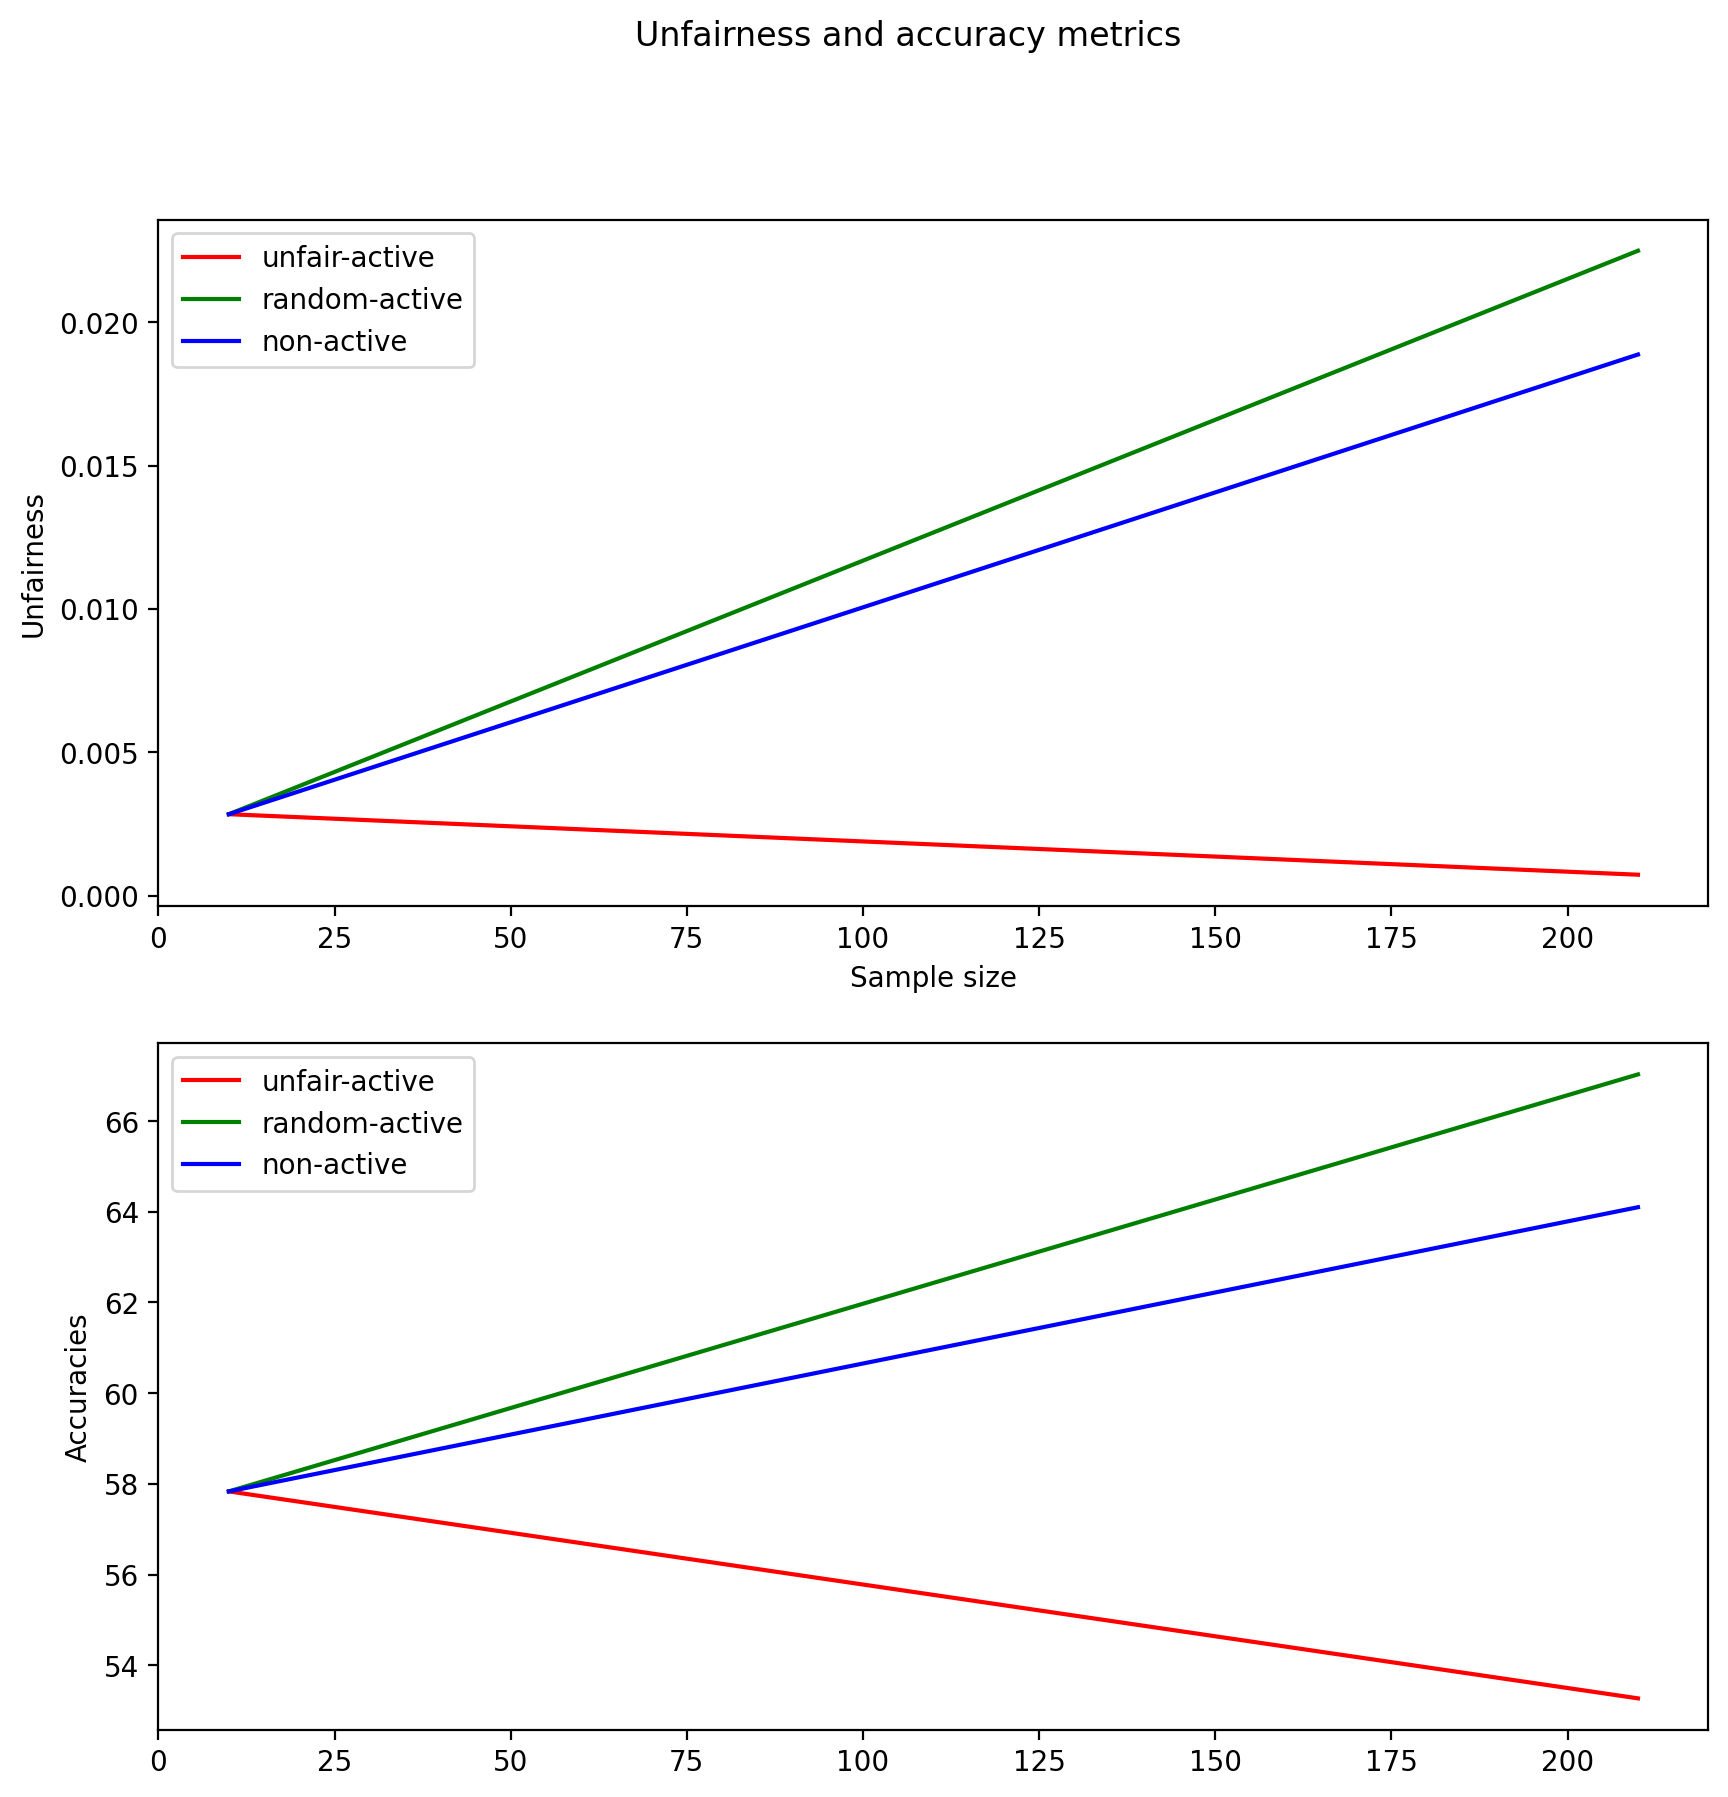 Unfairness and accuracy metrics
unfair-active
random-active
non-active
0.020
0.015
0.010
0.005
0.000
Unfairness
0 25 50 75 100 125 150 175 200
Sample size
unfair-active
random-active
non-active
66
64
62
60
58
56
54
Accuracies
0 25 50 75 100 125 150 175 200